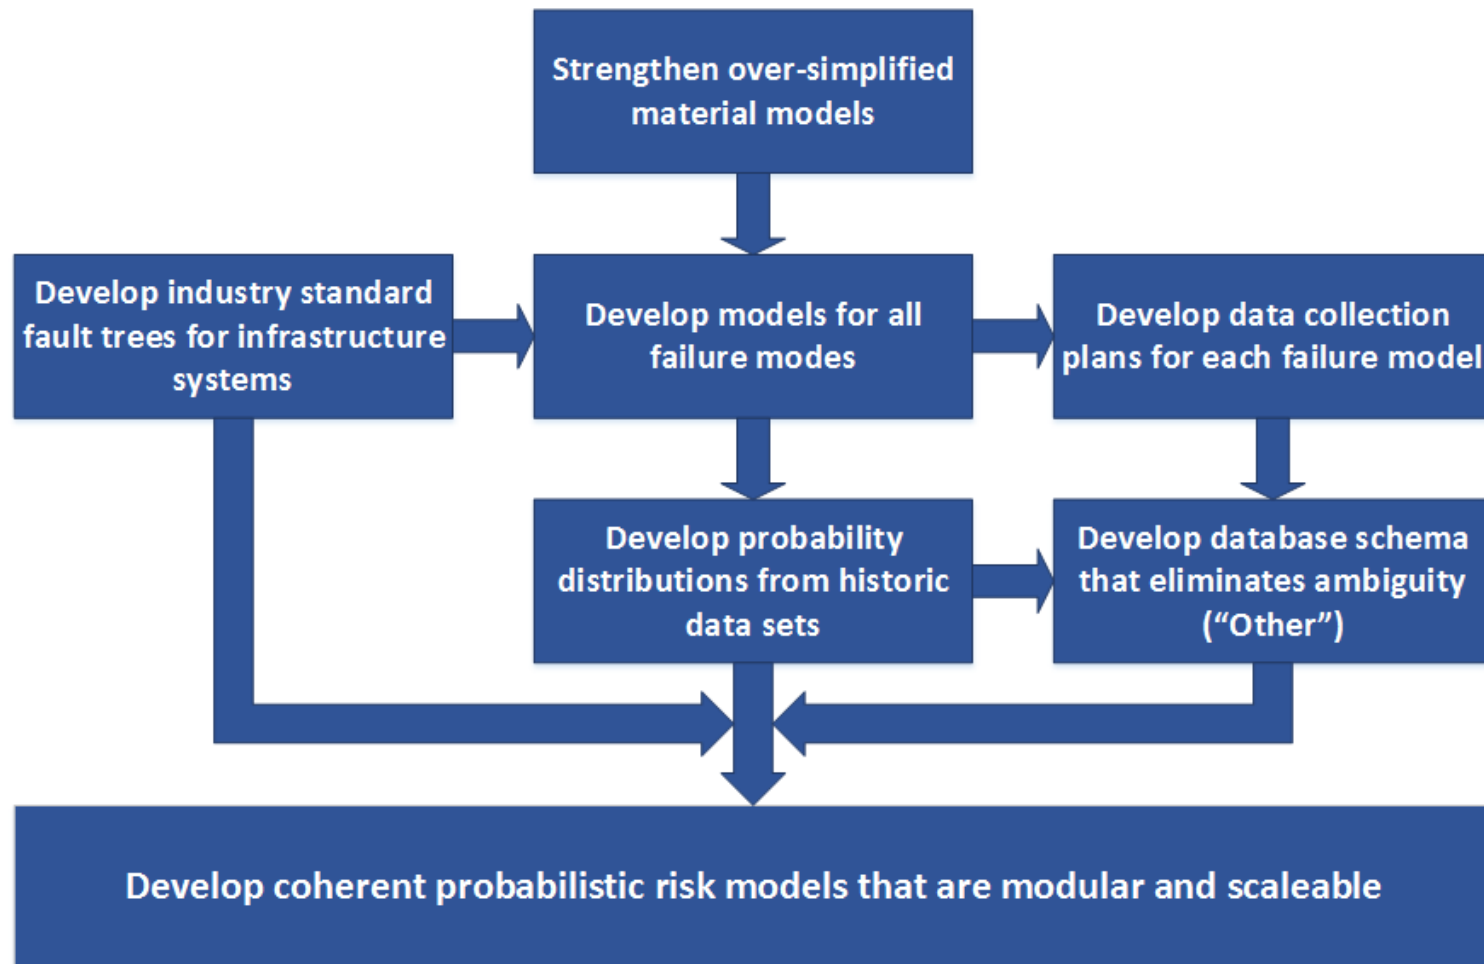 Strengthen over-simplified
material models
Develop industry standard
fault trees for infrastructure
systems
Develop models for all
failure modes
Develop data collection
plans for each failure model
Develop probability
distributions from historic
data sets
Develop database schema
that eliminates ambiguity
(“Other”)
Develop coherent probabilistic risk models that are modular and scaleable